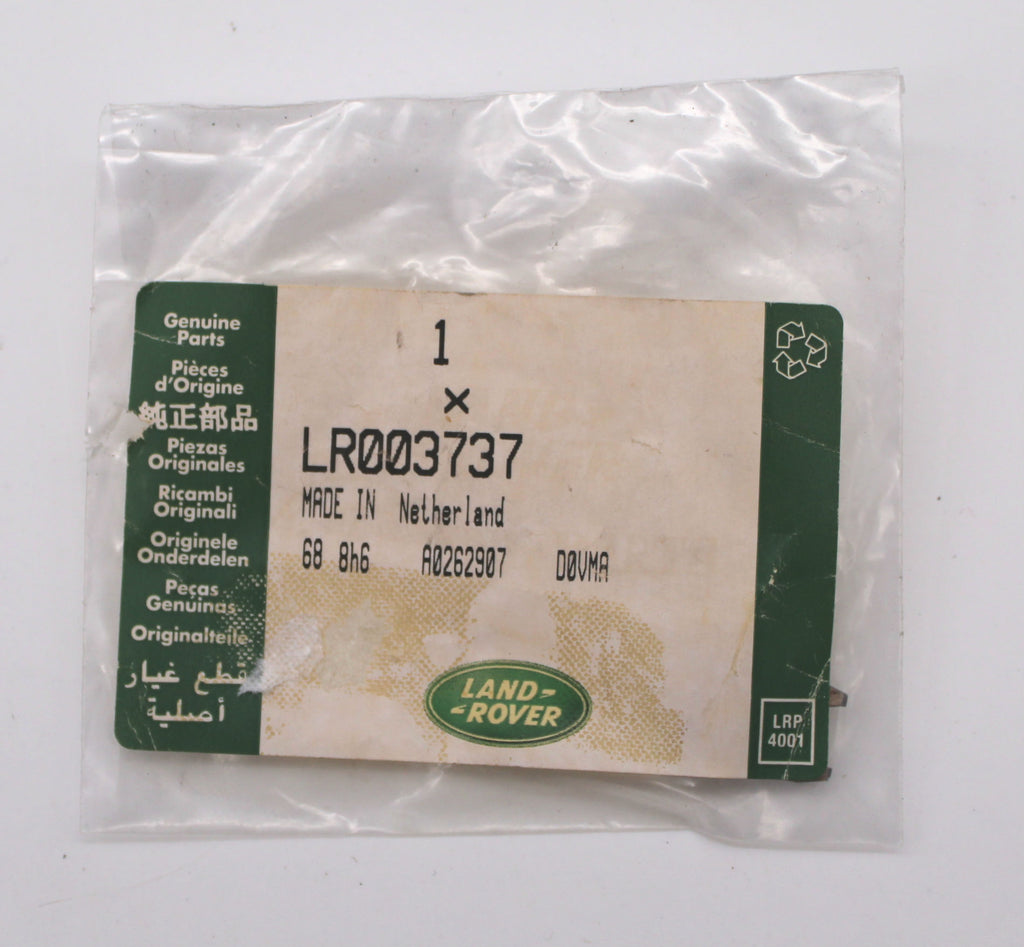 Genuine
Parts
Pièces
d'Origine
純正部品
Piezas
Originales
Ricambi
Originali
Originele
Onderdelen
Peças
Genuinas
Originalteile
قطع غيار
أصلية
1
×
LR003737
MADE IN Netherland
68 8h6 A0262907 D0VMA
LAND-
-ROVER
LRP
4001